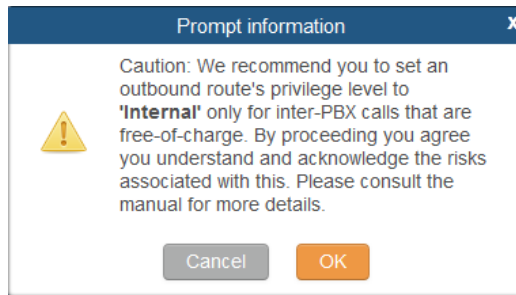 Prompt information
x
Caution: We recommend you to set an
outbound route's privilege level to
'Internal' only for inter-PBX calls that are
free-of-charge. By proceeding you agree
you understand and acknowledge the risks
associated with this. Please consult the
manual for more details.
Cancel
OK